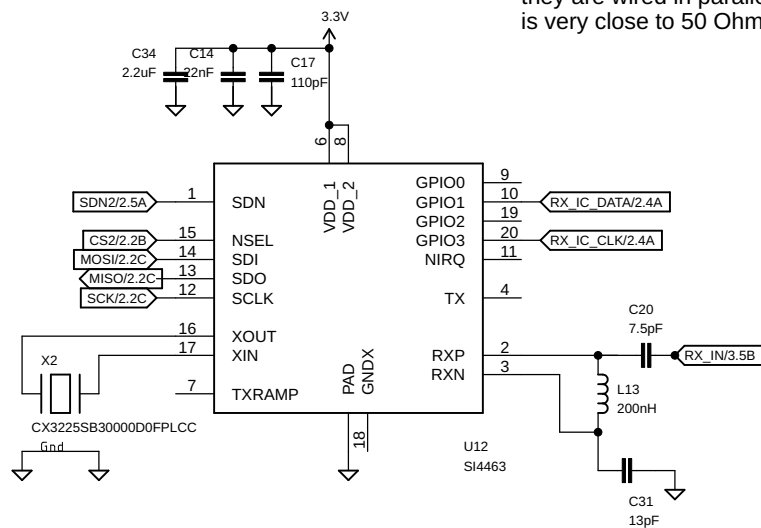 they are wired in paralle
is very close to 50 Ohm
3.3V
C34
2.2uF
C14
22nF
C17
110pF
6
8
VDD_1
VDD_2
SDN2/2.5A
1
SDN
CS2/2.2B
15
NSEL
MOSI/2.2C
14
SDI
MISO/2.2C
13
SDO
SCK/2.2C
12
SCLK
16
XOUT
17
XIN
7
TXRAMP
X2
CX3225SB30000D0FPLCC
Gnd
GPIO0
9
GPIO1
10
RX_IC_DATA/2.4A
GPIO2
19
GPIO3
20
RX_IC_CLK/2.4A
NIRQ
11
TX
4
RXP
2
RXN
3
C20
7.5pF
RX_IN/3.5B
L13
200nH
PAD
GNDX
18
U12
SI4463
C31
13pF